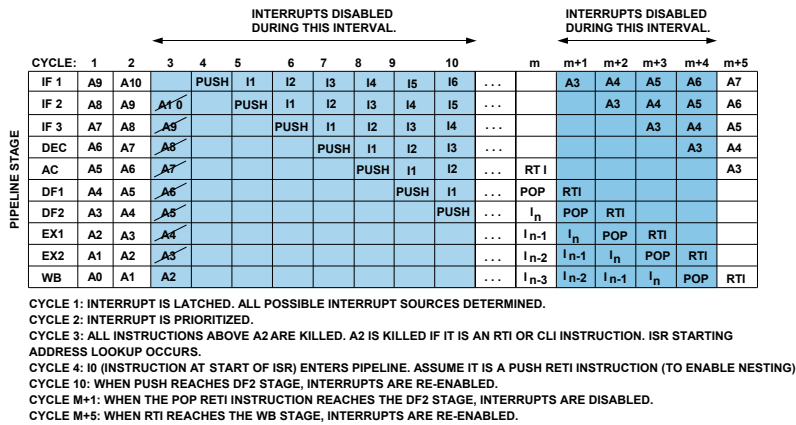 INTERRUPTS DISABLED
DURING THIS INTERVAL.
INTERRUPTS DISABLED
DURING THIS INTERVAL.
CYCLE: 1 2 3 4 5 6 7 8 9 10 m m+1 m+2 m+3 m+4 m+5
PIPELINE STAGE
IF 1 A9 A10 PUSH I1 I2 I3 I4 I5 I6 ... A3 A4 A5 A6 A7
IF 2 A8 A9 A1 0 PUSH I1 I2 I3 I4 I5 ... A3 A4 A5 A6
IF 3 A7 A8 A9 PUSH I1 I2 I3 I4 ... A3 A4 A5
DEC A6 A7 A8 PUSH I1 I2 I3 ... A3 A4
AC A5 A6 A7 PUSH I1 I2 ... RT I A3
DF1 A4 A5 A6 PUSH I1 ... POP RTI
DF2 A3 A4 A5 PUSH ... In POP RTI
EX1 A2 A3 A4 ... In-1 In POP RTI
EX2 A1 A2 A3 ... In-2 In-1 In POP RTI
WB A0 A1 A2 ... In-3 In-2 In-1 In POP RTI
CYCLE 1: INTERRUPT IS LATCHED. ALL POSSIBLE INTERRUPT SOURCES DETERMINED.
CYCLE 2: INTERRUPT IS PRIORITIZED.
CYCLE 3: ALL INSTRUCTIONS ABOVE A2 ARE KILLED. A2 IS KILLED IF IT IS AN RTI OR CLI INSTRUCTION. ISR STARTING
ADDRESS LOOKUP OCCURS.
CYCLE 4: I0 (INSTRUCTION AT START OF ISR) ENTERS PIPELINE. ASSUME IT IS A PUSH RETI INSTRUCTION (TO ENABLE NESTING)
CYCLE 10: WHEN PUSH REACHES DF2 STAGE, INTERRUPTS ARE RE-ENABLED.
CYCLE M+1: WHEN THE POP RETI INSTRUCTION REACHES THE DF2 STAGE, INTERRUPTS ARE DISABLED.
CYCLE M+5: WHEN RTI REACHES THE WB STAGE, INTERRUPTS ARE RE-ENABLED.